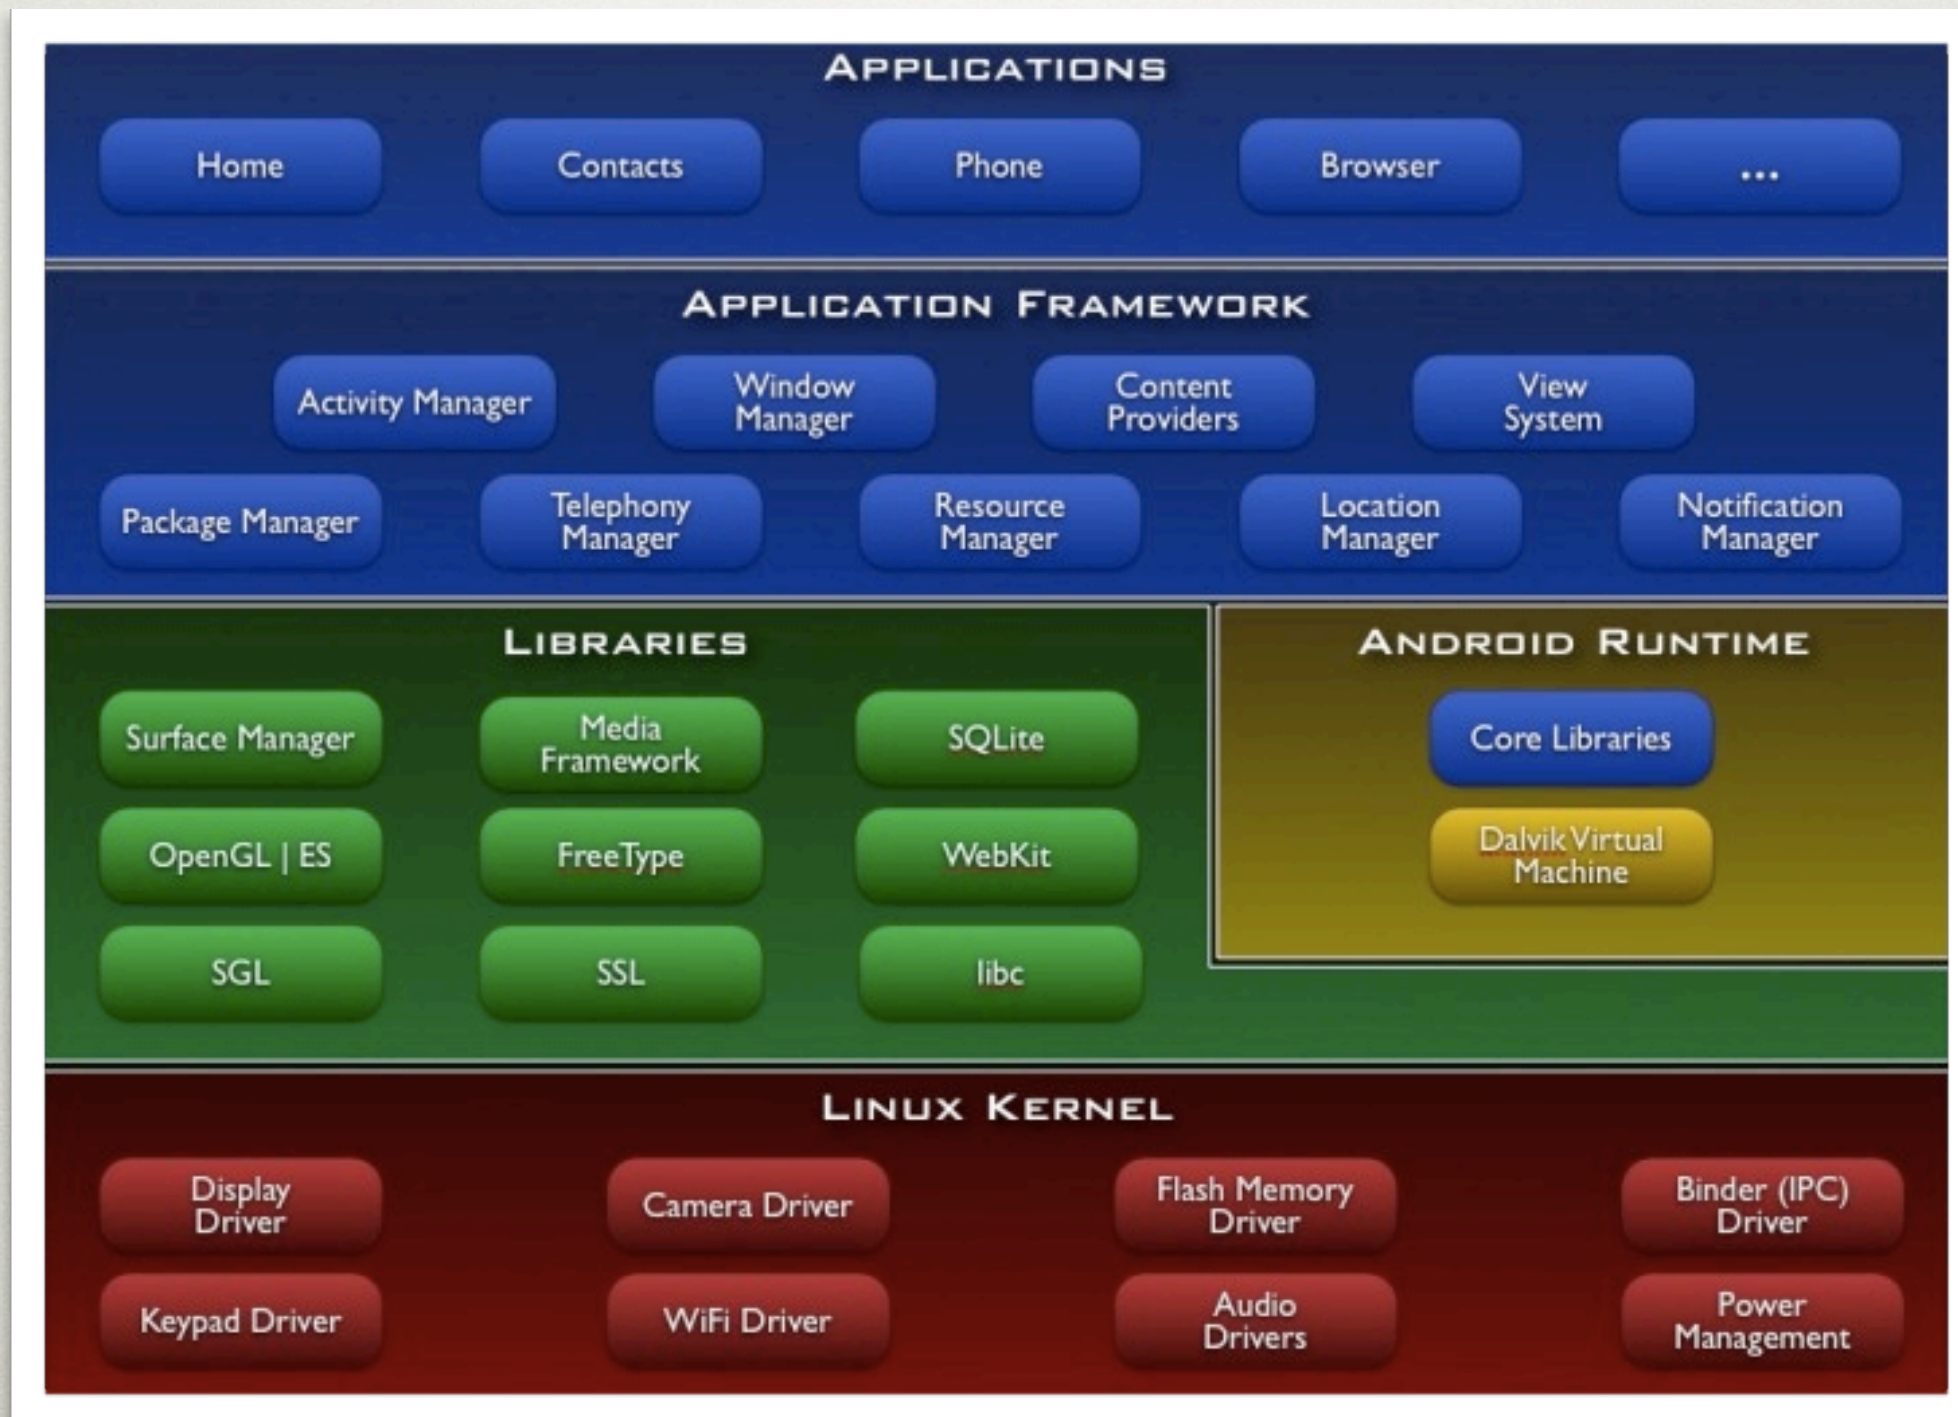 APPLICATIONS
Home
Contacts
Phone
Browser
...
APPLICATION FRAMEWORK
Activity Manager
Window
Manager
Content
Providers
View
System
Package Manager
Telephony
Manager
Resource
Manager
Location
Manager
Notification
Manager
LIBRARIES
Surface Manager
Media
Framework
SQLite
OpenGL | ES
FreeType
WebKit
SGL
SSL
libc
ANDROID RUNTIME
Core Libraries
Dalvik Virtual
Machine
LINUX KERNEL
Display
Driver
Camera Driver
Flash Memory
Driver
Binder (IPC)
Driver
Keypad Driver
WiFi Driver
Audio
Drivers
Power
Management